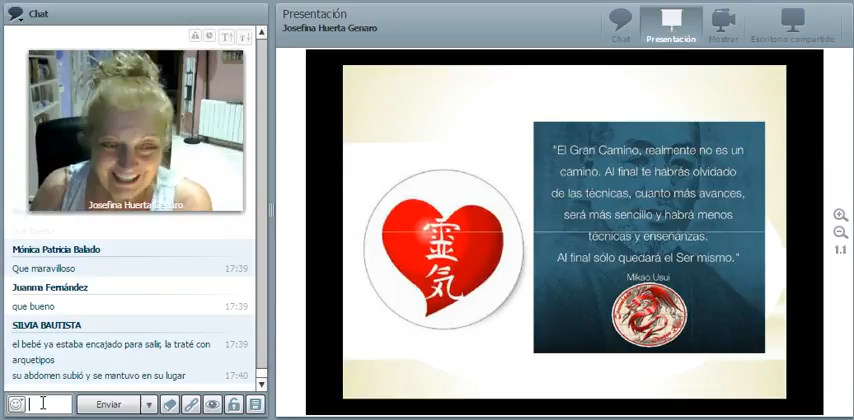 Chat
Josefina Huerta Genaro
Mónica Patricia Balado
Que maravilloso 17:39
Juanma Fernández
que bueno 17:39
SILVIA BAUTISTA
el bebé ya estaba encajado para salir, la traté con 17:39
arquetipos
su abdomen subió y se mantuvo en su lugar 17:40
Enviar
Presentación
Josefina Huerta Genaro
Chat
Presentación
Mostrar
Escritorio compartido
靈
気
"El Gran Camino, realmente no es un
camino. Al final te habrás olvidado
de las técnicas, cuanto más avances,
será más sencillo y habrá menos
técnicas y enseñanzas.
Al final sólo quedará el Ser mismo."
Mikao Usui
1.1